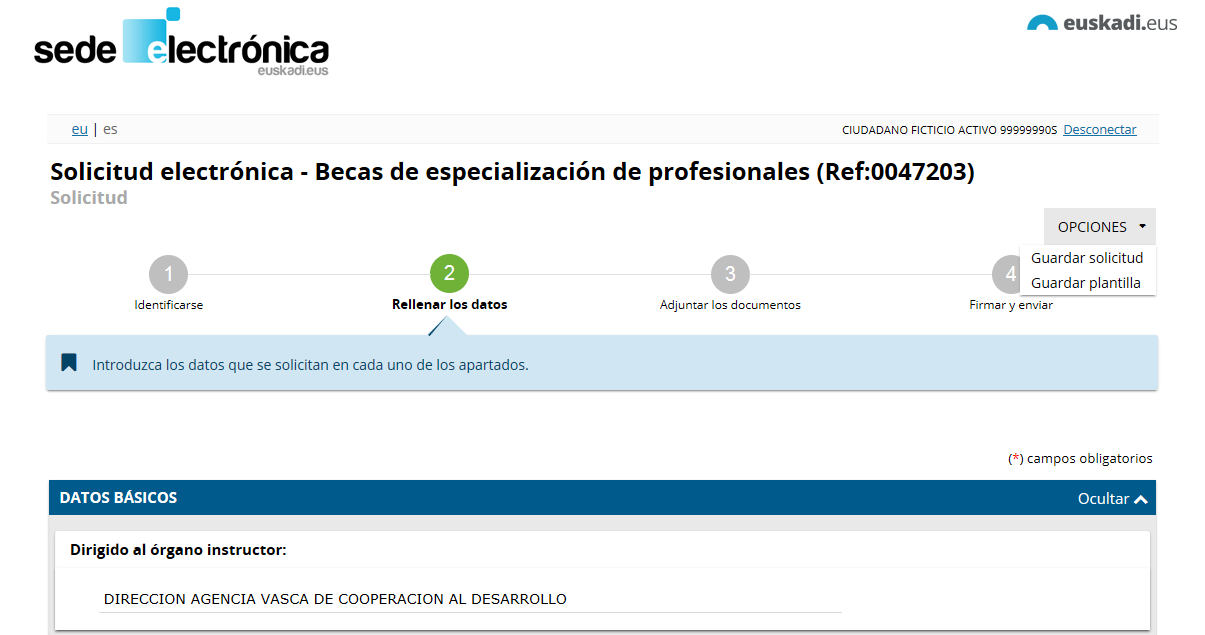 sede electrónica
euskadi.eus
euskadi.eus
eu | es
CIUDADANO FICTICIO ACTIVO 99999990S Desconectar
Solicitud electrónica - Becas de especialización de profesionales (Ref:0047203)
Solicitud
OPCIONES
Guardar solicitud
Guardar plantilla
1
Identificarse
2
Rellenar los datos
3
Adjuntar los documentos
4
Firmar y enviar
Introduzca los datos que se solicitan en cada uno de los apartados.
(*) campos obligatorios
DATOS BÁSICOS
Ocultar
Dirigido al órgano instructor:
DIRECCION AGENCIA VASCA DE COOPERACION AL DESARROLLO